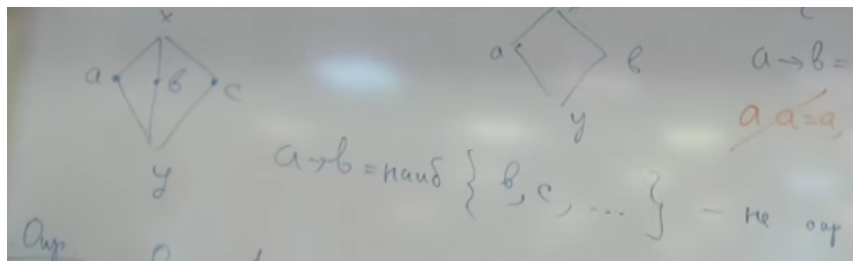 x
a b c
y
a b
y
c
a→b=
a a=a,
a→b=наиб { b, c, ... } - не опр
Опр